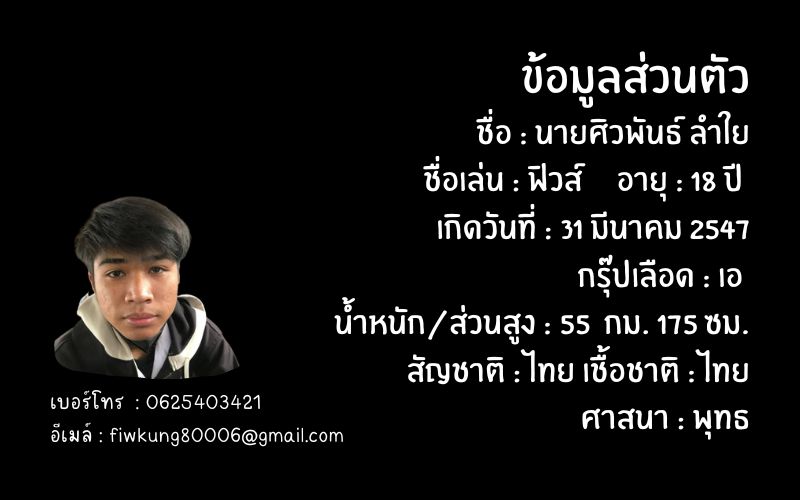 ข้อมูลส่วนตัว
ชื่อ : นายศิวพันธ์ ลำใย
ชื่อเล่น : ฟิวส์ อายุ : 18 ปี
เกิดวันที่ : 31 มีนาคม 2547
กรุ๊ปเลือด : เอ
น้ำหนัก/ส่วนสูง : 55 กม. 175 ซม.
สัญชาติ : ไทย เชื้อชาติ : ไทย
ศาสนา : พุทธ
เบอร์โทร : 0625403421
อีเมล์ : fiwkung80006@gmail.com